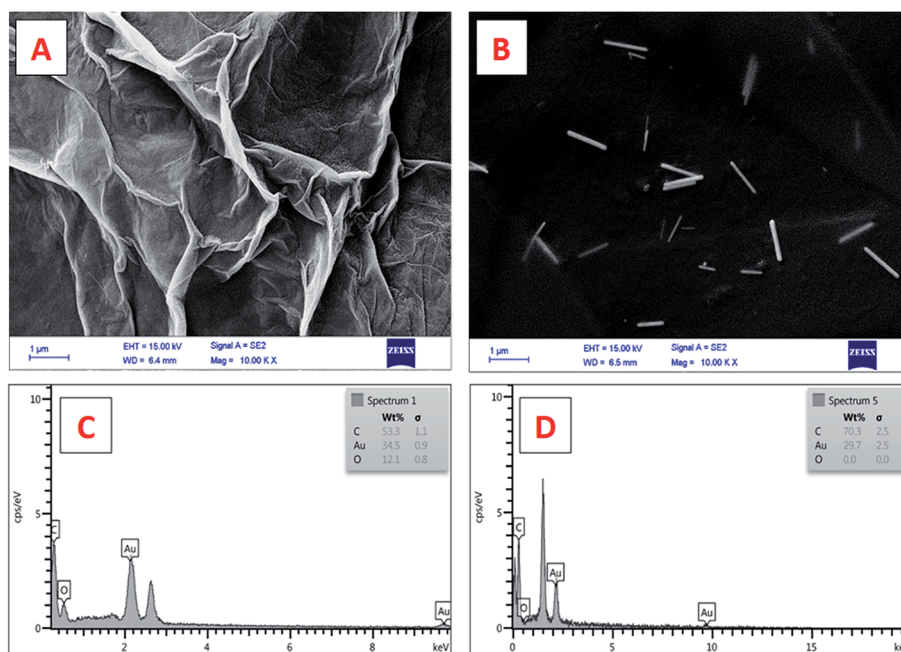 A
1 µm
EHT = 15.00 kV
WD = 6.4 mm
Signal A = SE2
Mag = 10.00 K X
ZEISS
B
1 µm
EHT = 15.00 kV
WD = 6.5 mm
Signal A = SE2
Mag = 10.00 K X
ZEISS
C
Spectrum 1
Wt% σ
C 53.3 1.1
Au 34.5 0.9
O 12.1 0.8
10
5
0
cps/eV
C
O
Au
Au
2 4 6 8 keV
D
Spectrum 5
Wt% σ
C 70.3 2.5
Au 29.7 2.5
O 0.0 0.0
10
5
0
cps/eV
C
O
Au
Au
0 5 10 15